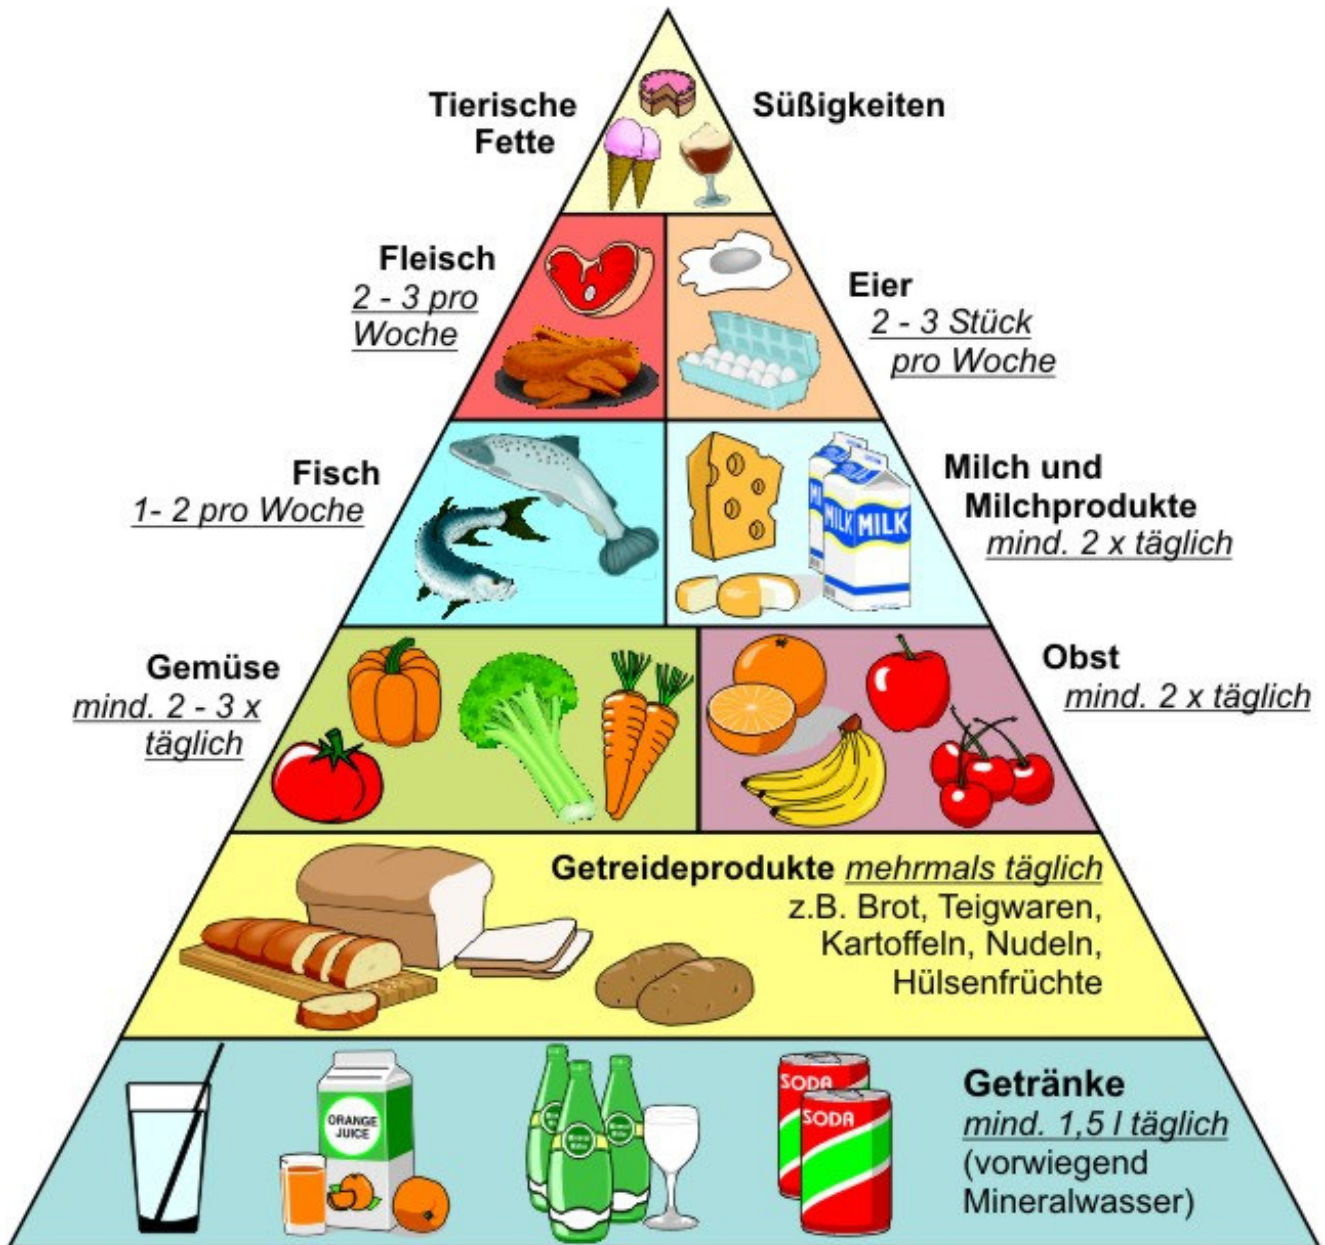 Tierische
Fette
Süßigkeiten
Fleisch
2 - 3 pro
Woche
Eier
2 - 3 Stück
pro Woche
Fisch
1- 2 pro Woche
Milch und
Milchprodukte
mind. 2 x täglich
MILK
MILK
Gemüse
mind. 2 - 3 x
täglich
Obst
mind. 2 x täglich
Getreideprodukte mehrmals täglich
z.B. Brot, Teigwaren,
Kartoffeln, Nudeln,
Hülsenfrüchte
ORANGE
JUICE
SODA
SODA
Getränke
mind. 1,5 l täglich
(vorwiegend
Mineralwasser)